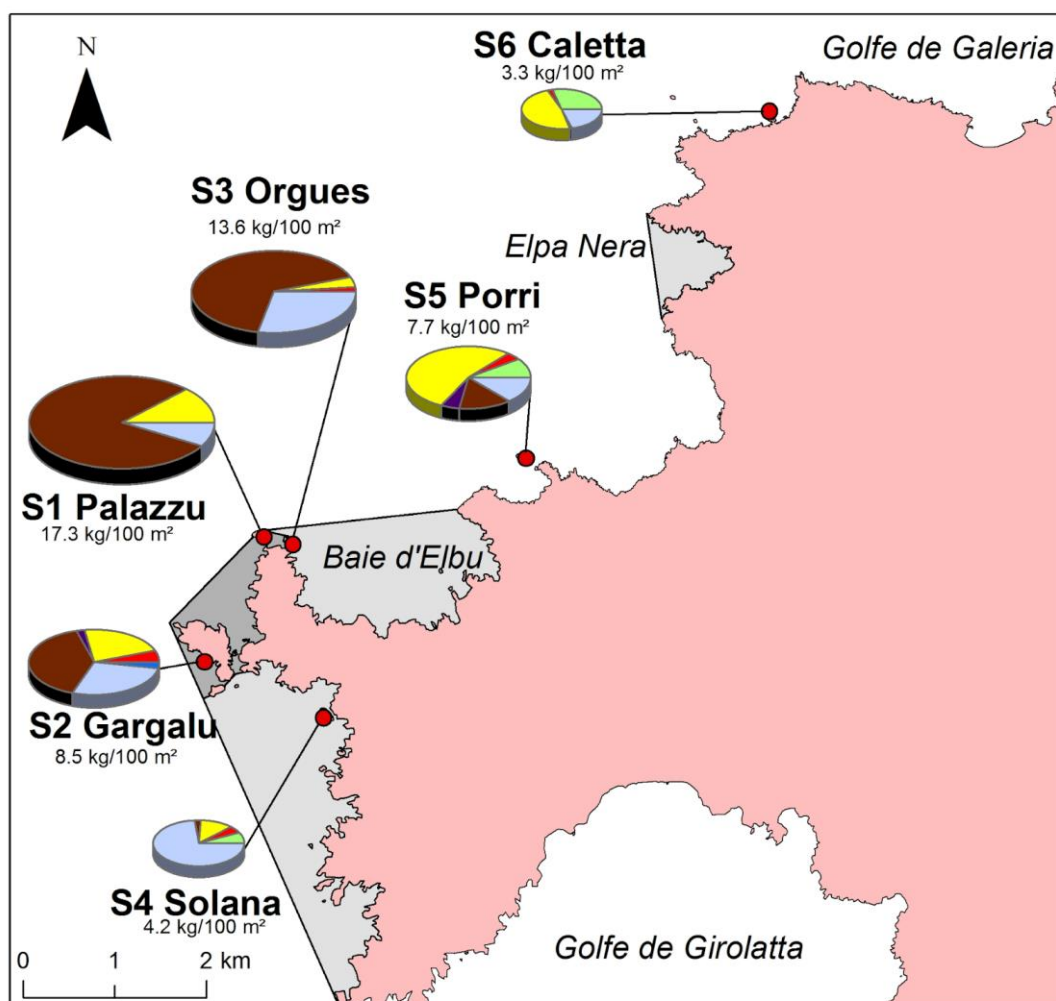 N
S6 Caletta
3.3 kg/100 m²
Golfe de Galeria
S3 Orgues
13.6 kg/100 m²
Elpa Nera
S5 Porri
7.7 kg/100 m²
S1 Palazzu
17.3 kg/100 m²
Baie d'Elbu
S2 Gargalu
8.5 kg/100 m²
S4 Solana
4.2 kg/100 m²
Golfe de Girolatta
0 1 2 km